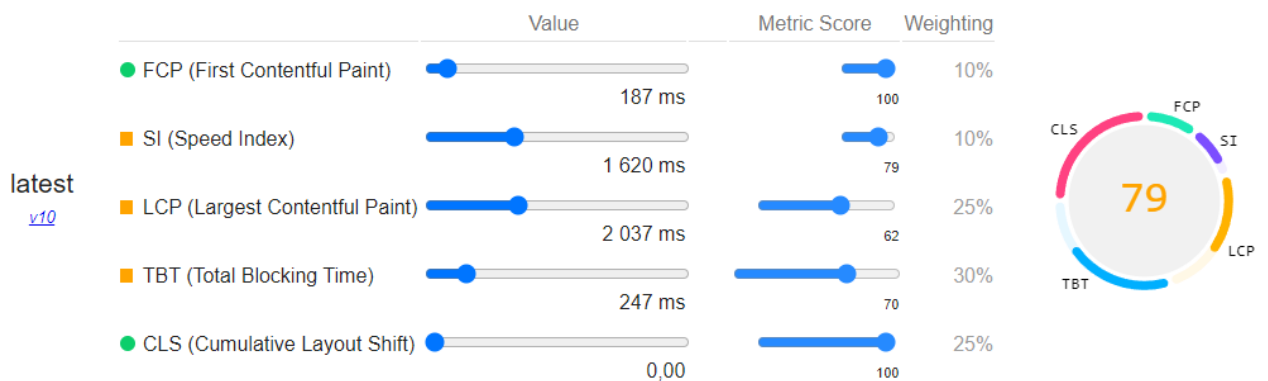 Value Metric Score Weighting
FCP (First Contentful Paint) 10%
187 ms 100
SI (Speed Index) 10%
1 620 ms 79
latest
v10
LCP (Largest Contentful Paint) 25%
2 037 ms 62
TBT (Total Blocking Time) 30%
247 ms 70
CLS (Cumulative Layout Shift) 25%
0,00 100
FCP
CLS
SI
79
LCP
TBT